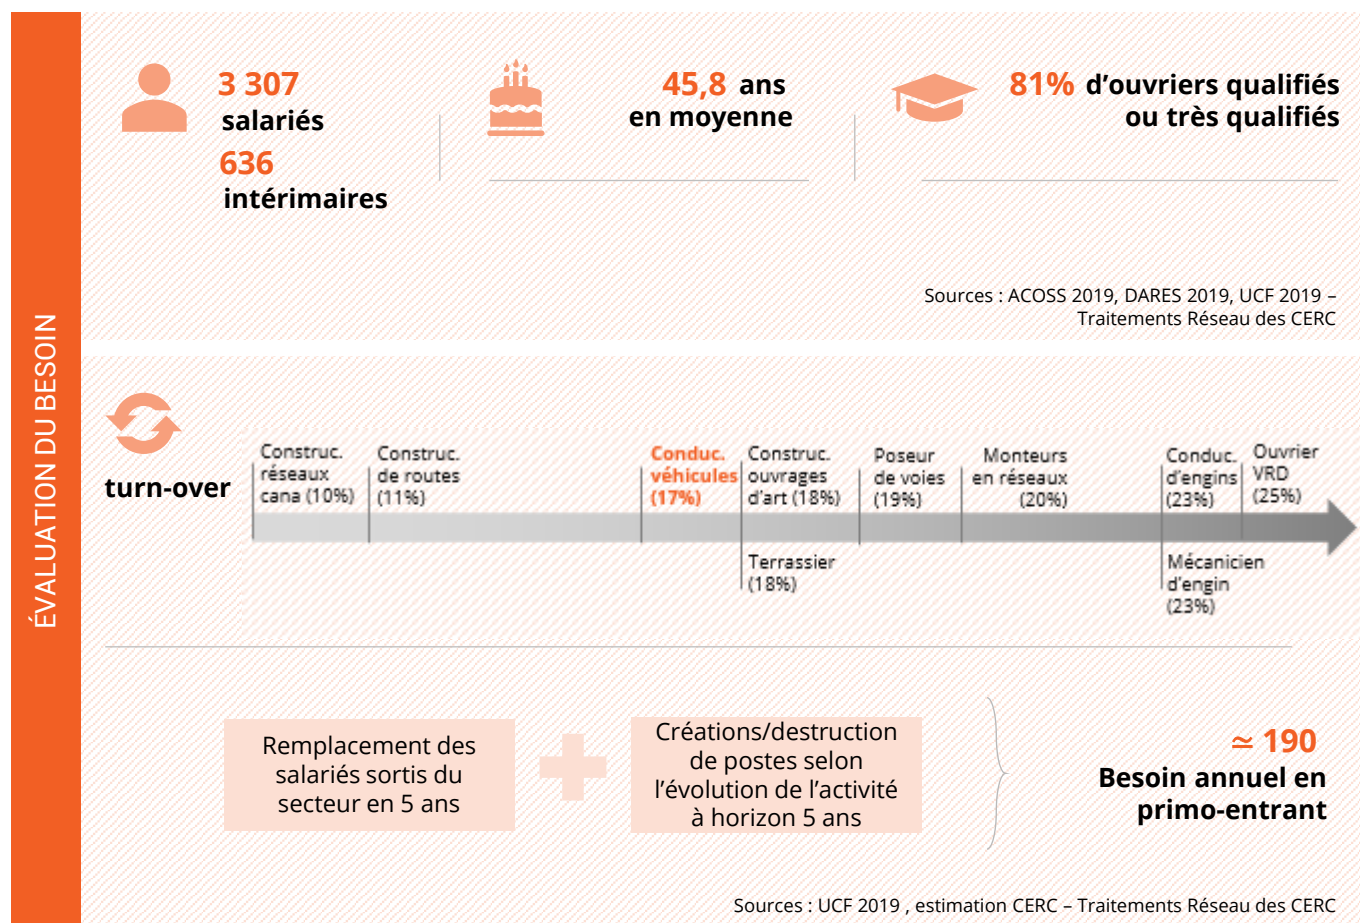 ÉVALUATION DU BESOIN
3 307
salariés
636
intérimaires
45,8 ans
en moyenne
81% d'ouvriers qualifiés
ou très qualifiés
Sources : ACOSS 2019, DARES 2019, UCF 2019 –
Traitements Réseau des CERC
turn-over
Construc.
réseaux
cana (10%)
Construc.
de routes
(11%)
Conduc.
véhicules
(17%)
Construc.
ouvrages
d'art (18%)
Terrassier
(18%)
Poseur
de voies
(19%)
Monteurs
en réseaux
(20%)
Conduc.
d'engins
(23%)
Mécanicien
d'engin
(23%)
Ouvrier
VRD
(25%)
Remplacement des
salariés sortis du
secteur en 5 ans
Créations/destruction
de postes selon
l'évolution de l'activité
à horizon 5 ans
≃ 190
Besoin annuel en
primo-entrant
Sources : UCF 2019 , estimation CERC – Traitements Réseau des CERC